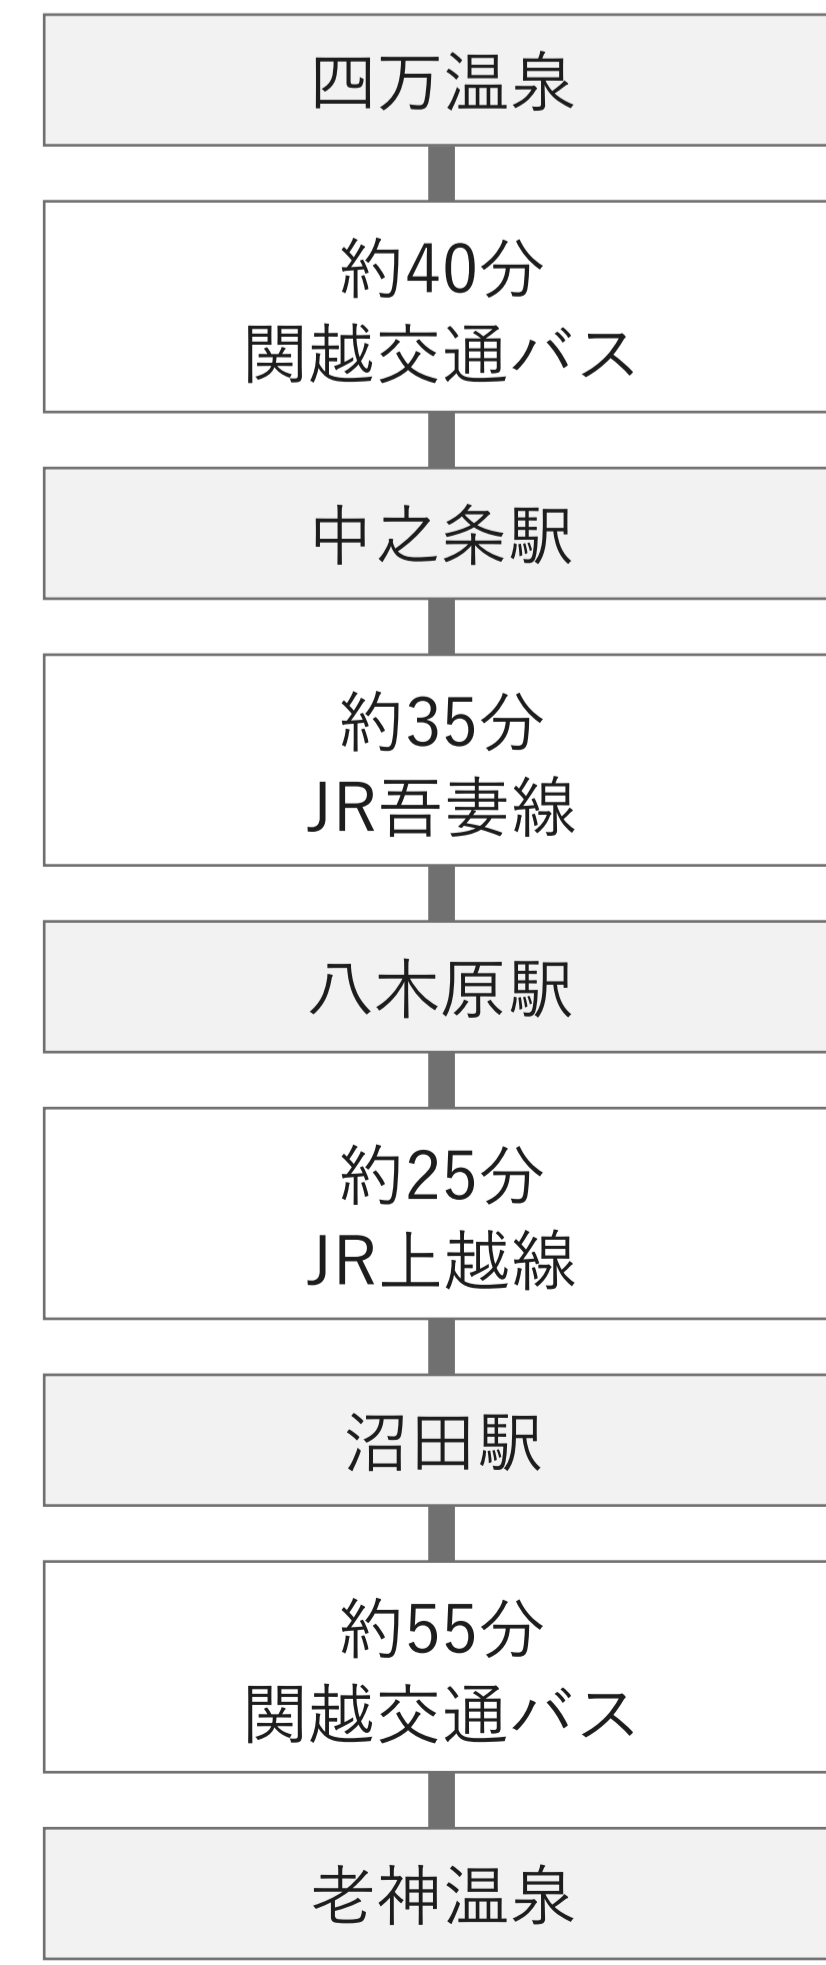 四万温泉
約40分
関越交通バス
中之条駅
約35分
JR吾妻線
八木原駅
約25分
JR上越線
沼田駅
約55分
関越交通バス
老神温泉